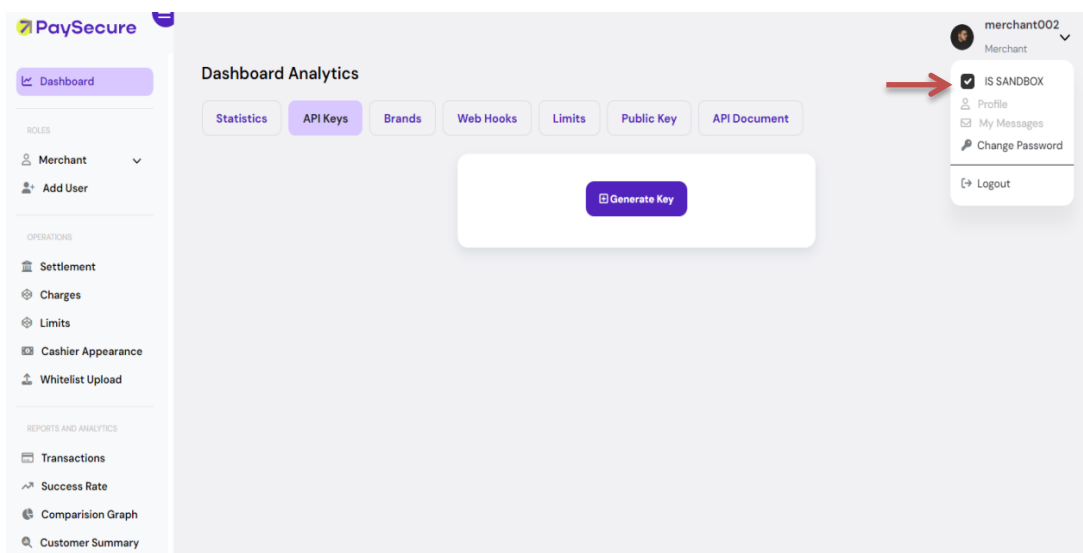 PaySecure
merchant002
Merchant
Dashboard
Dashboard Analytics
IS SANDBOX
Profile
My Messages
Change Password
Logout
Statistics
API Keys
Brands
Web Hooks
Limits
Public Key
API Document
Generate Key
ROLES
Merchant
Add User
OPERATIONS
Settlement
Charges
Limits
Cashier Appearance
Whitelist Upload
REPORTS AND ANALYTICS
Transactions
Success Rate
Comparision Graph
Customer Summary